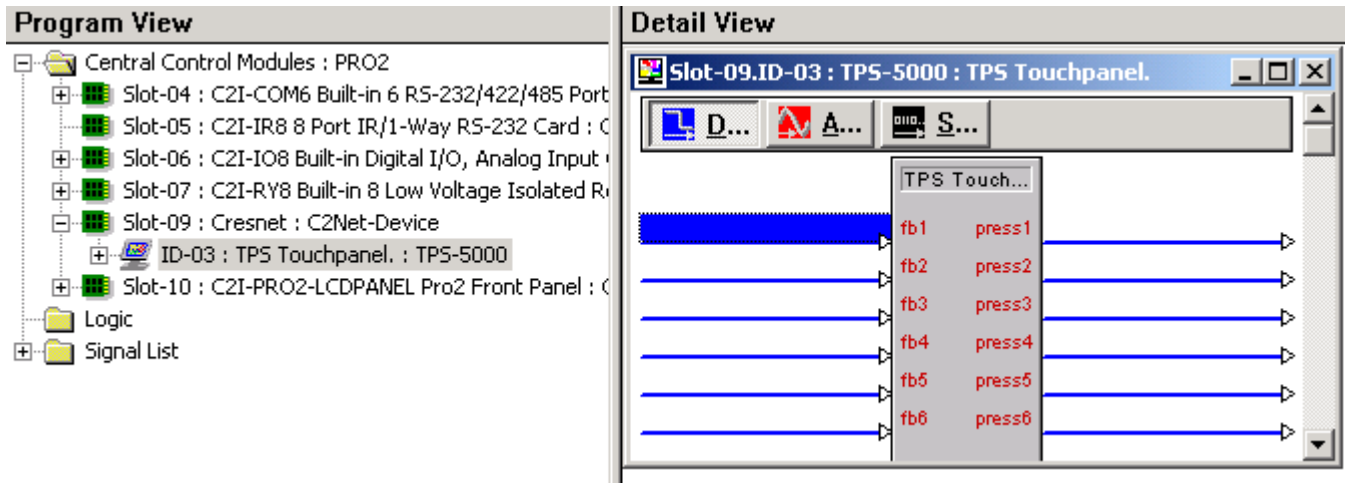 Program View
Central Control Modules : PRO2
Slot-04 : C2I-COM6 Built-in 6 RS-232/422/485 Port
Slot-05 : C2I-IR8 8 Port IR/1-Way RS-232 Card :
Slot-06 : C2I-IO8 Built-in Digital I/O, Analog Input
Slot-07 : C2I-RY8 Built-in 8 Low Voltage Isolated
Slot-09 : Cresnet : C2Net-Device
ID-03 : TPS Touchpanel. : TPS-5000
Slot-10 : C2I-PRO2-LCDPANEL Pro2 Front Panel :
Logic
Signal List
Detail View
Slot-09.ID-03 : TPS-5000 : TPS Touchpanel.
D... A... S...
TPS Touch...
fb1 press1
fb2 press2
fb3 press3
fb4 press4
fb5 press5
fb6 press6